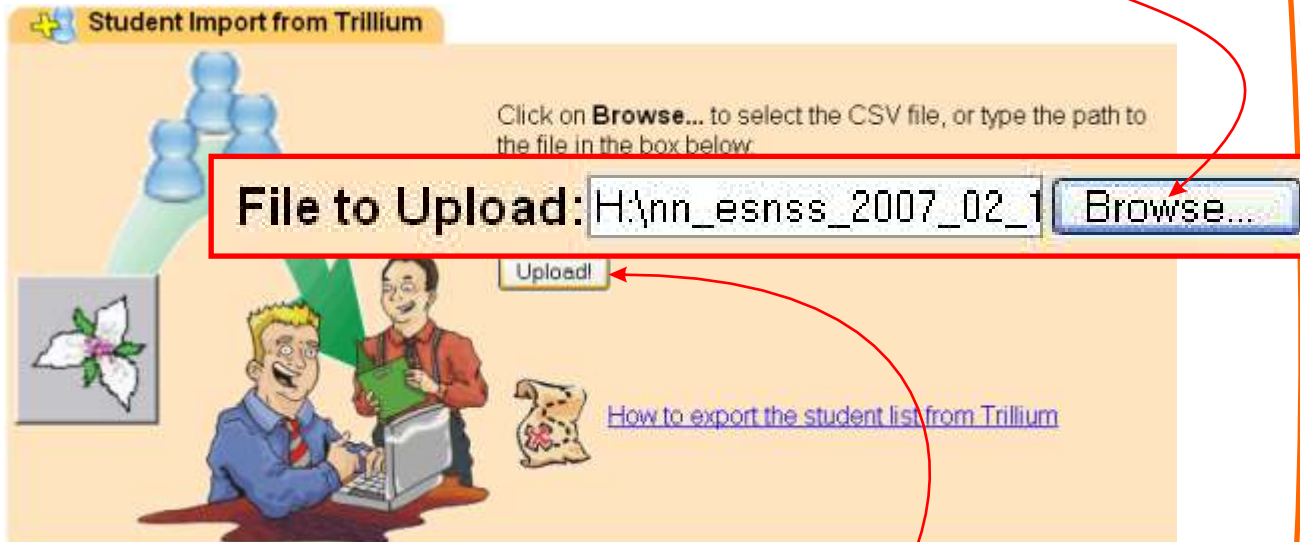 Student Import from Trillium
Click on Browse... to select the CSV file, or type the path to
the file in the box below:
File to Upload: H:\nn_esnss_2007_02_1 Browse...
Upload!
How to export the student list from Trillium